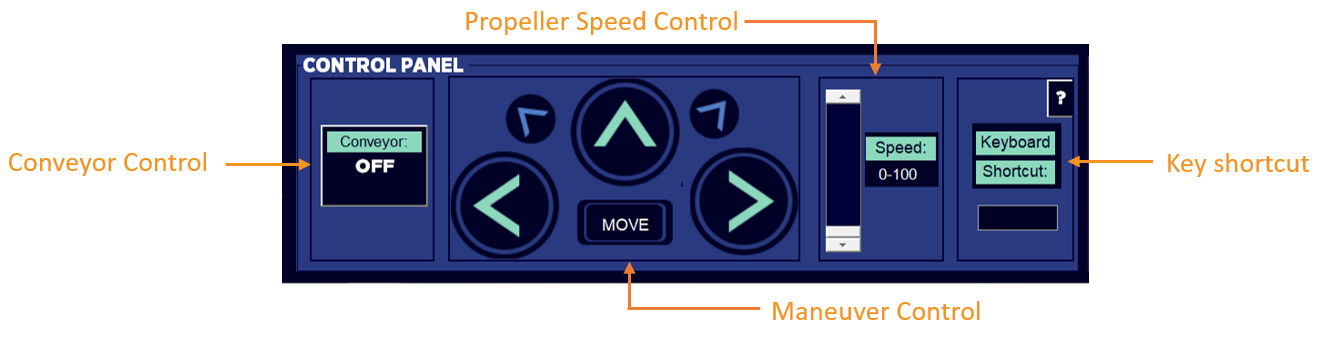 Propeller Speed Control
CONTROL PANEL
?
Conveyor:
OFF
Conveyor Control
MOVE
Speed:
0-100
Keyboard
Shortcut:
Key shortcut
Maneuver Control